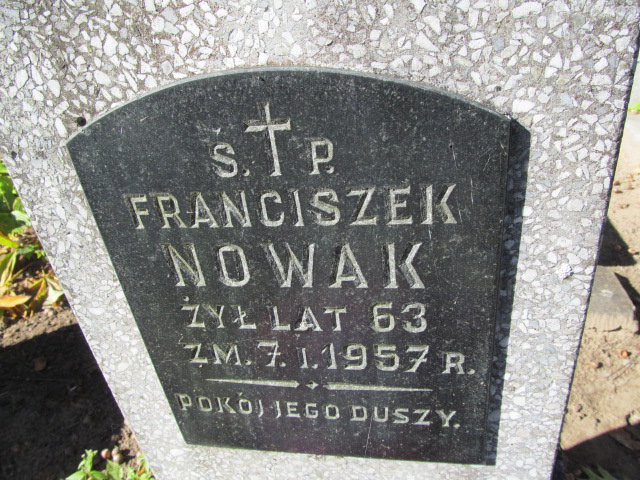 Ś. P.
FRANCISZEK
NOWAK
ŻYŁ LAT 63
ZM. 7. I. 1957 R.
POKÓJ JEGO DUSZY.